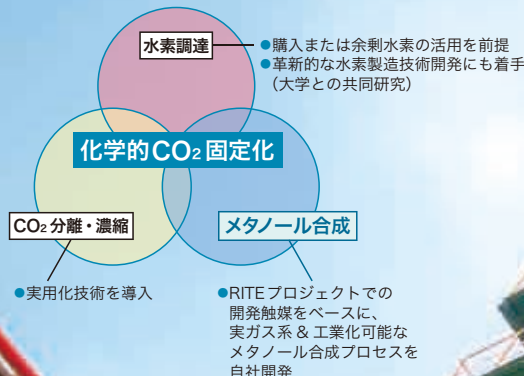 水素調達
●購入または余剰水素の活用を前提
●革新的な水素製造技術開発にも着手
（大学との共同研究）
化学的CO₂固定化
CO₂分離・濃縮
メタノール合成
●実用化技術を導入
●RITEプロジェクトでの
開発触媒をベースに、
実ガス系 & 工業化可能な
メタノール合成プロセスを
自社開発